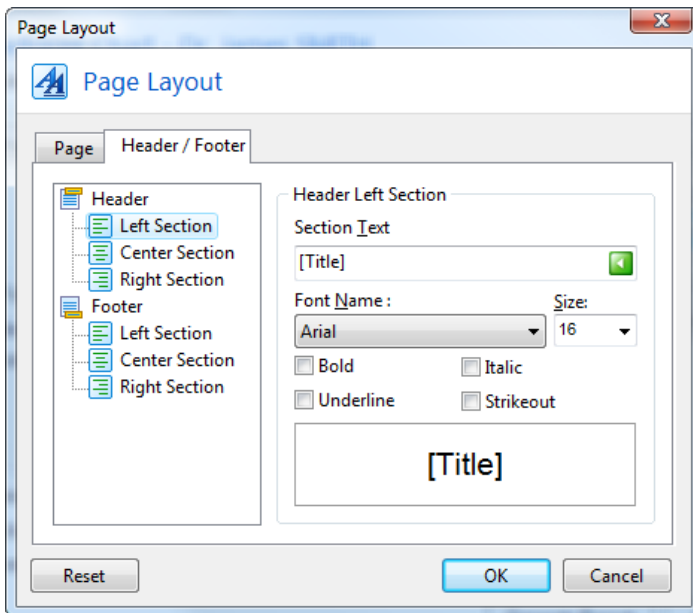 Page Layout
Page Layout
Page
Header / Footer
Header
Left Section
Center Section
Right Section
Footer
Left Section
Center Section
Right Section
Header Left Section
Section Text
[Title]
Font Name :
Size:
Arial
16
Bold
Italic
Underline
Strikeout
[Title]
Reset
OK
Cancel